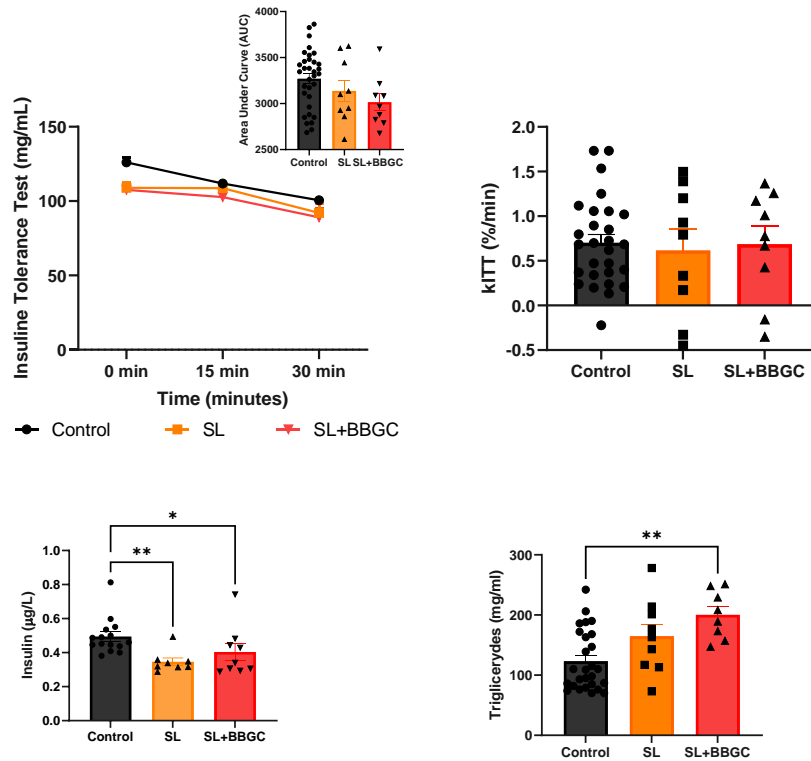 Area Under Curve (AUC)
4000
3500
3000
2500
Control SL SL+BBGC
Insuline Tolerance Test (mg/mL)
150
100
50
0
0 min 15 min 30 min
Time (minutes)
Control SL SL+BBGC
kITT (%/min)
2.0
1.5
1.0
0.5
0.0
-0.5
Control SL SL+BBGC
Insulin (µg/L)
1.0
0.8
0.6
0.4
0.2
0.0
*
**
Control SL SL+BBGC
Triglicerydes (mg/ml)
300
200
100
0
**
Control SL SL+BBGC